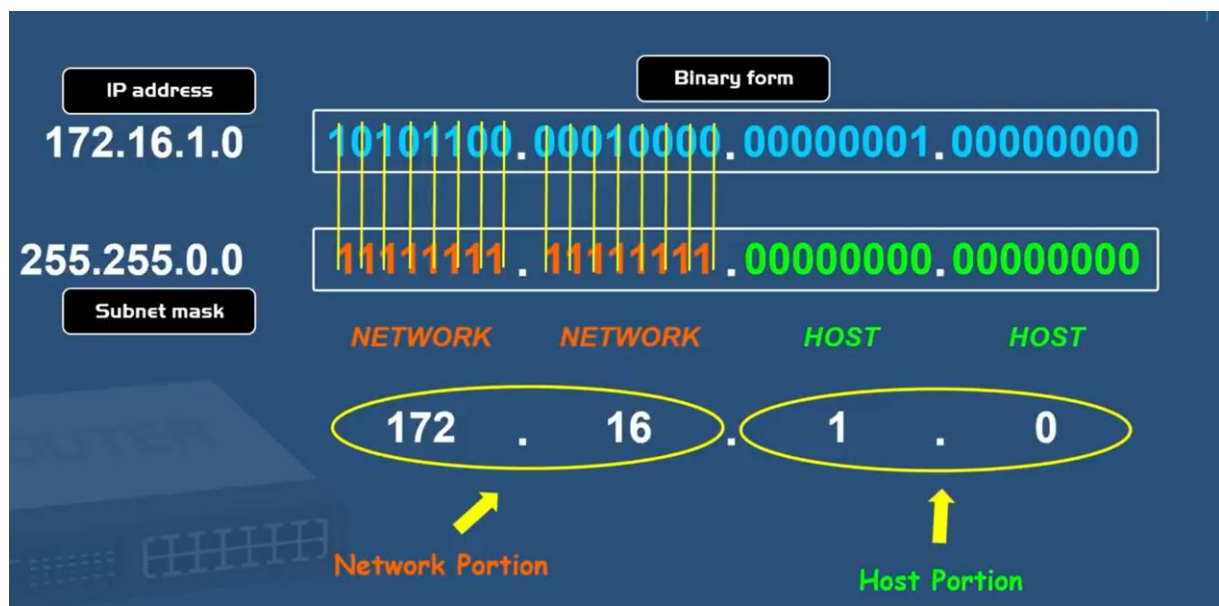 IP address
Binary form
172.16.1.0
10101100.00010000.00000001.00000000
255.255.0.0
11111111.11111111.00000000.00000000
Subnet mask
NETWORK NETWORK HOST HOST
172 . 16 . 1 . 0
Network Portion
Host Portion